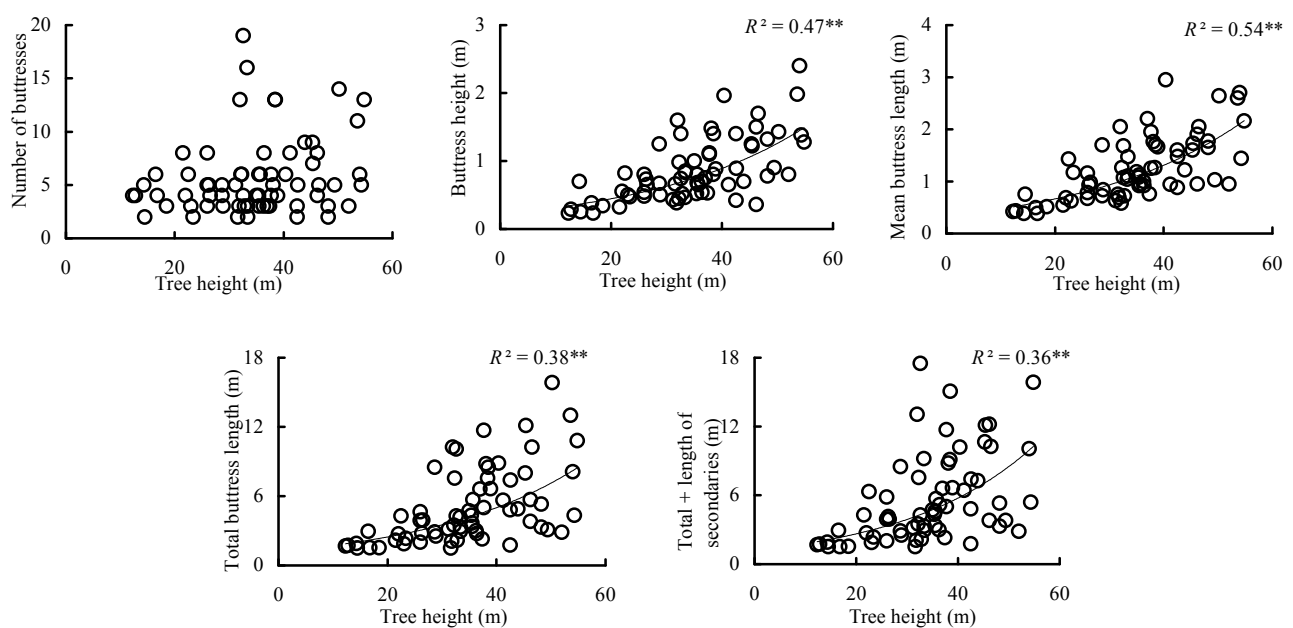 Number of buttresses
20
15
10
5
0
0 20 40 60
Tree height (m)
R² = 0.47**
Buttress height (m)
3
2
1
0
0 20 40 60
Tree height (m)
R² = 0.54**
Mean buttress length (m)
4
3
2
1
0
0 20 40 60
Tree height (m)
R² = 0.38**
Total buttress length (m)
18
12
6
0
0 20 40 60
Tree height (m)
R² = 0.36**
Total + length of
secondaries (m)
18
12
6
0
0 20 40 60
Tree height (m)